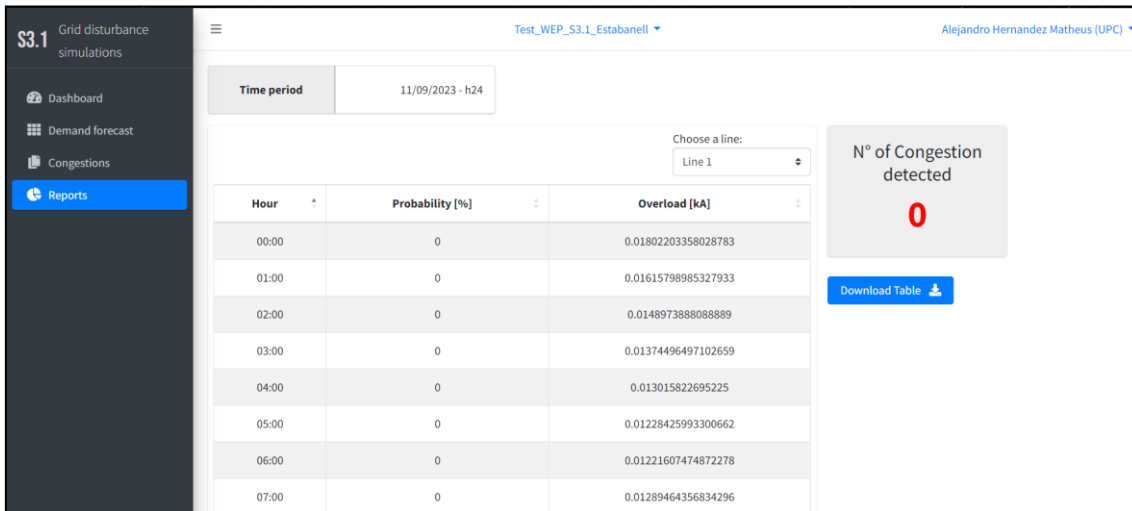 S3.1 Grid disturbance simulations
Test_WEP_S3.1_Estabanell
Alejandro Hernandez Matheus (UPC)
Dashboard
Demand forecast
Congestions
Reports
Time period 11/09/2023 - h24
Choose a line:
Line 1
Hour Probability [%] Overload [kA]
00:00 0 0.01802203358028783
01:00 0 0.01615798985327933
02:00 0 0.0148973888088889
03:00 0 0.01374496497102659
04:00 0 0.013015822695225
05:00 0 0.01228425993300662
06:00 0 0.01221607474872278
07:00 0 0.01289464356834296
N° of Congestion
detected
0
Download Table